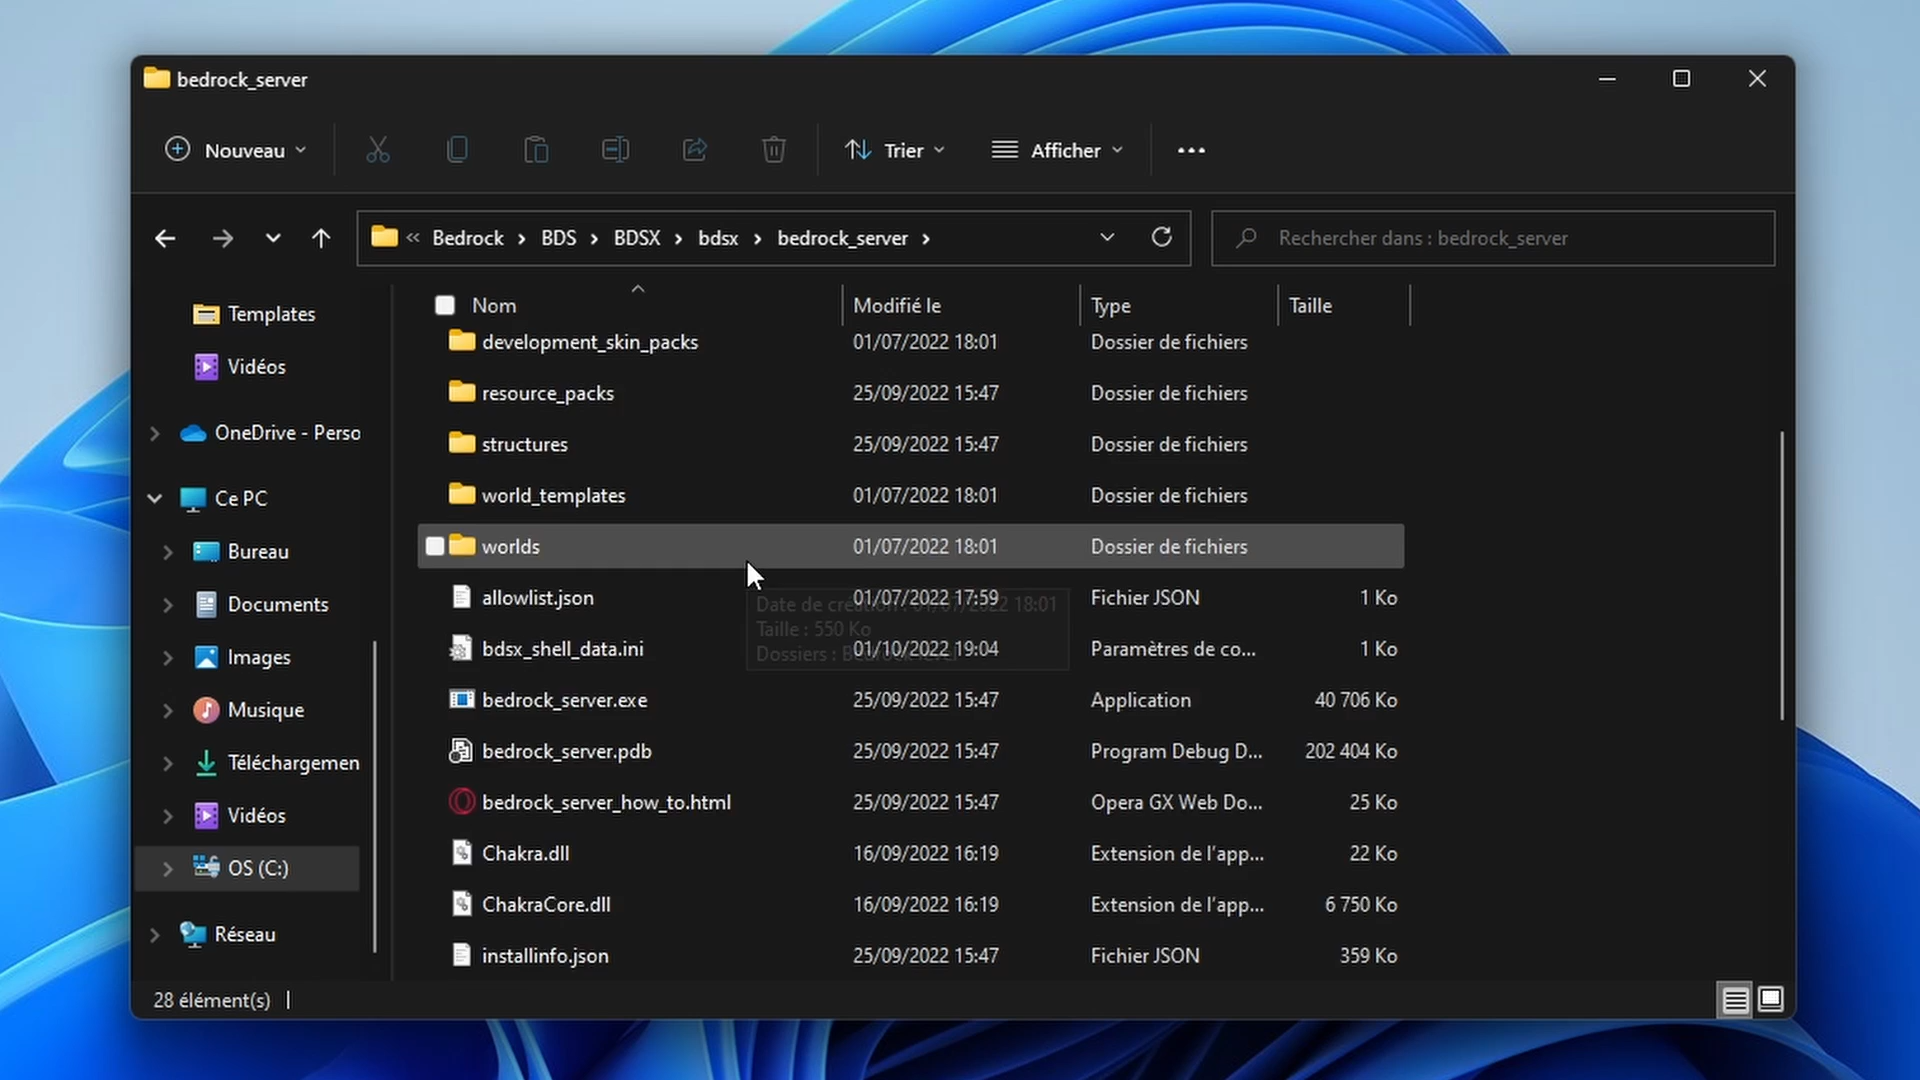 bedrock_server
Nouveau
Trier
Afficher
« Bedrock > BDS > BDSX > bdsx > bedrock_server >
Rechercher dans : bedrock_server
Templates
Vidéos
OneDrive - Perso
Ce PC
Bureau
Documents
Images
Musique
Téléchargemen
Vidéos
OS (C:)
Réseau
Nom Modifié le Type Taille
development_skin_packs 01/07/2022 18:01 Dossier de fichiers
resource_packs 25/09/2022 15:47 Dossier de fichiers
structures 25/09/2022 15:47 Dossier de fichiers
world_templates 01/07/2022 18:01 Dossier de fichiers
worlds 01/07/2022 18:01 Dossier de fichiers
allowlist.json 01/07/2022 17:59 Fichier JSON 1 Ko
Date de création : 01/07/2022 18:01
Taille : 550 Ko
bdsx_shell_data.ini 01/10/2022 19:04 Paramètres de co... 1 Ko
Dossiers : Bedrock level
bedrock_server.exe 25/09/2022 15:47 Application 40 706 Ko
bedrock_server.pdb 25/09/2022 15:47 Program Debug D... 202 404 Ko
bedrock_server_how_to.html 25/09/2022 15:47 Opera GX Web Do... 25 Ko
Chakra.dll 16/09/2022 16:19 Extension de l'app... 22 Ko
ChakraCore.dll 16/09/2022 16:19 Extension de l'app... 6 750 Ko
installinfo.json 25/09/2022 15:47 Fichier JSON 359 Ko
28 élément(s)